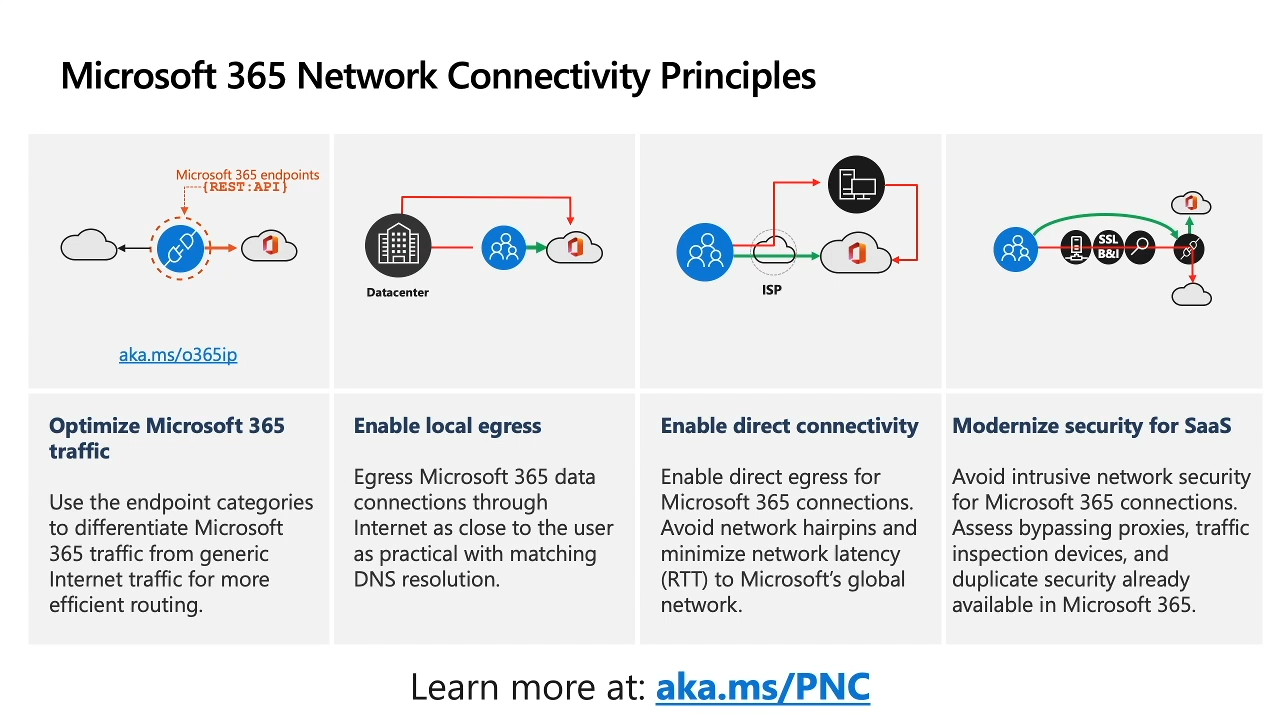 Microsoft 365 Network Connectivity Principles
Microsoft 365 endpoints
{REST:API}
aka.ms/o365ip
Datacenter
ISP
SSL
B&I
Optimize Microsoft 365
traffic
Use the endpoint categories
to differentiate Microsoft
365 traffic from generic
Internet traffic for more
efficient routing.
Enable local egress
Egress Microsoft 365 data
connections through
Internet as close to the user
as practical with matching
DNS resolution.
Enable direct connectivity
Enable direct egress for
Microsoft 365 connections.
Avoid network hairpins and
minimize network latency
(RTT) to Microsoft’s global
network.
Modernize security for SaaS
Avoid intrusive network security
for Microsoft 365 connections.
Assess bypassing proxies, traffic
inspection devices, and
duplicate security already
available in Microsoft 365.
Learn more at: aka.ms/PNC